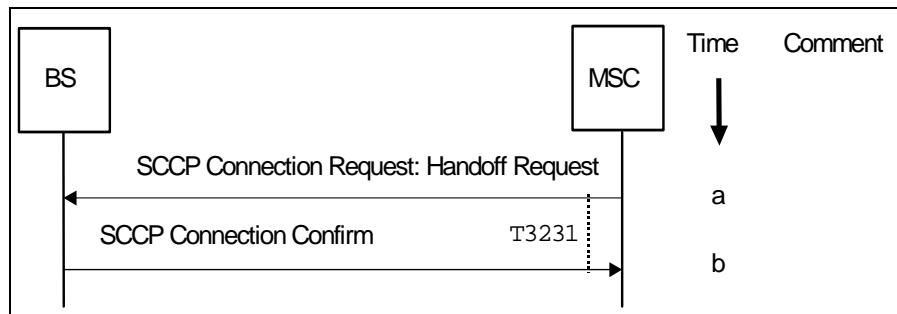 Time Comment
BS MSC
SCCP Connection Request: Handoff Request
a
SCCP Connection Confirm T3231
b